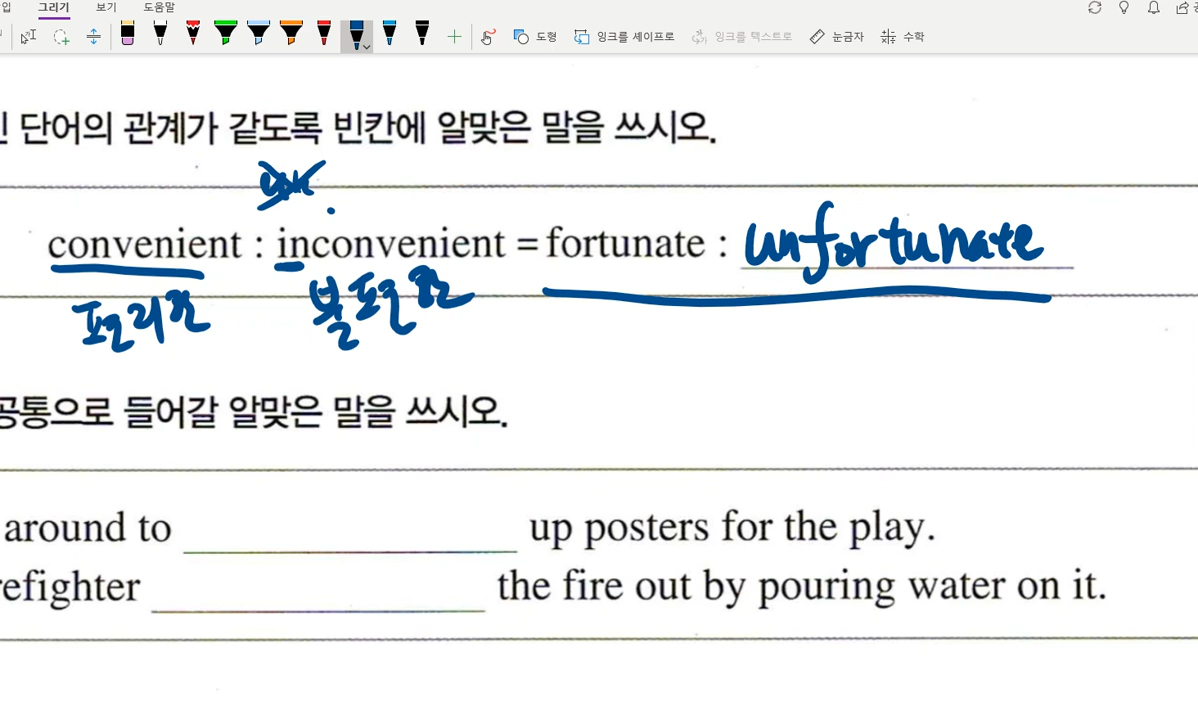 입 그리기 보기 도움말
도형 잉크를 셰이프로 잉크를 텍스트로 눈금자 수학
단어의 관계가 같도록 빈칸에 알맞은 말을 쓰시오.
convenient : inconvenient = fortunate : unfortunate
편리한 불편한
공통으로 들어갈 알맞은 말을 쓰시오.
around to up posters for the play.
refighter the fire out by pouring water on it.